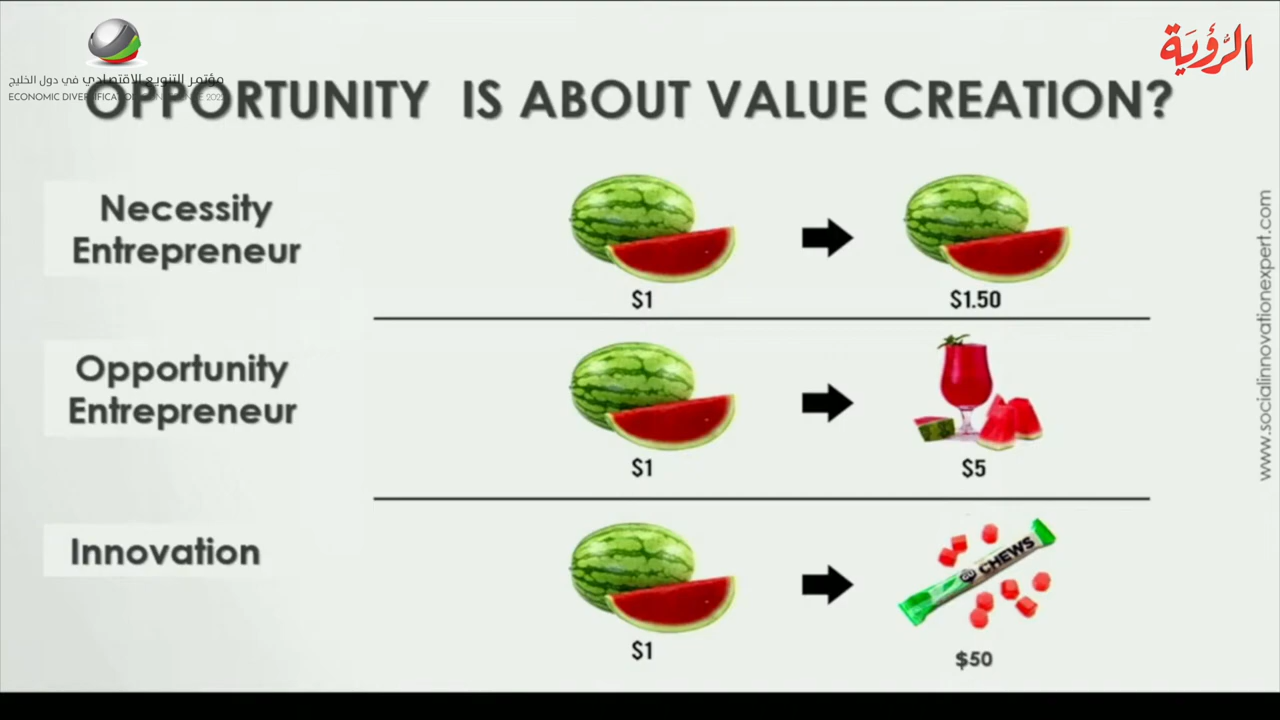 الرؤية
مؤتمر التنويع الاقتصادي في دول الخليج
OPPORTUNITY IS ABOUT VALUE CREATION?
Necessity
Entrepreneur
$1
$1.50
Opportunity
Entrepreneur
$1
$5
Innovation
GU CHEWS
$1
$50
www.socialinnovationexpert.com